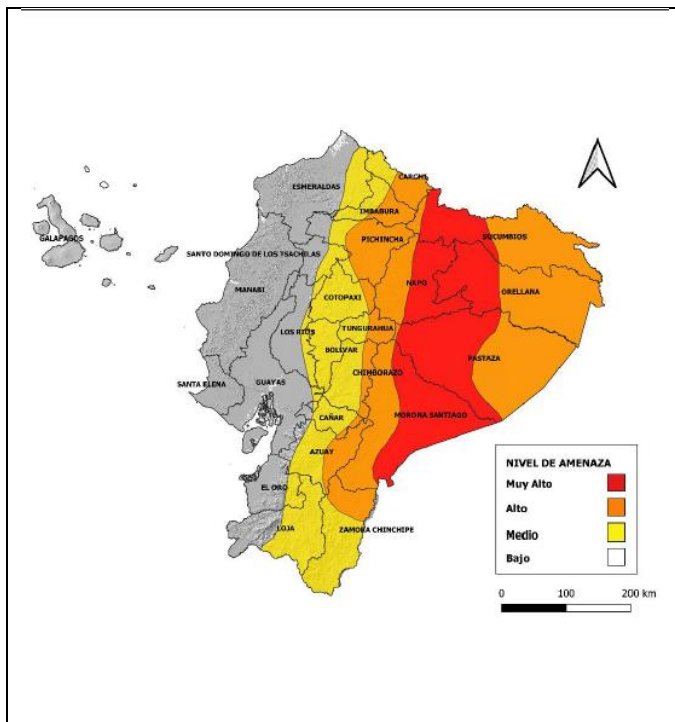 CARCHI
ESMERALDAS
IMBABURA
SUCUMBIOS
GALAPAGOS
PICHINCHA
SANTO DOMINGO DE LOS TSACHILAS
NAPO
ORELLANA
MANABI
COTOPAXI
LOS RIOS
TUNGURAHUA
BOLIVAR
PASTAZA
CHIMBORAZO
SANTA ELENA
GUAYAS
CAÑAR
MORONA SANTIAGO
AZUAY
EL ORO
LOJA
ZAMORA CHINCHIPE
NIVEL DE AMENAZA
Muy Alto
Alto
Medio
Bajo
0 100 200 km